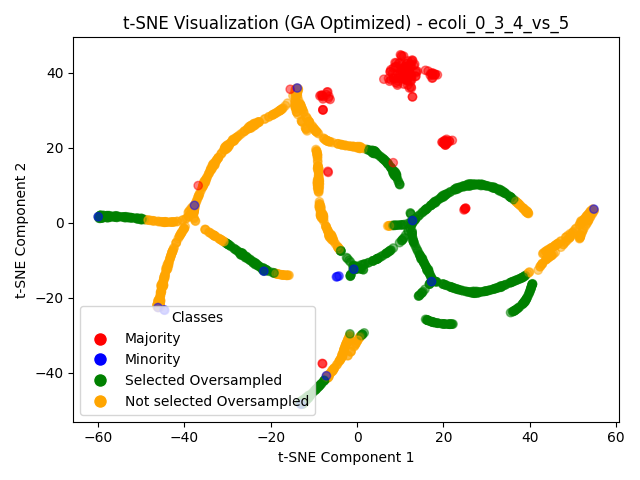 t-SNE Visualization (GA Optimized) - ecoli_0_3_4_vs_5
t-SNE Component 2
40
20
0
−20
−40
Classes
Majority
Minority
Selected Oversampled
Not selected Oversampled
−60 −40 −20 0 20 40 60
t-SNE Component 1